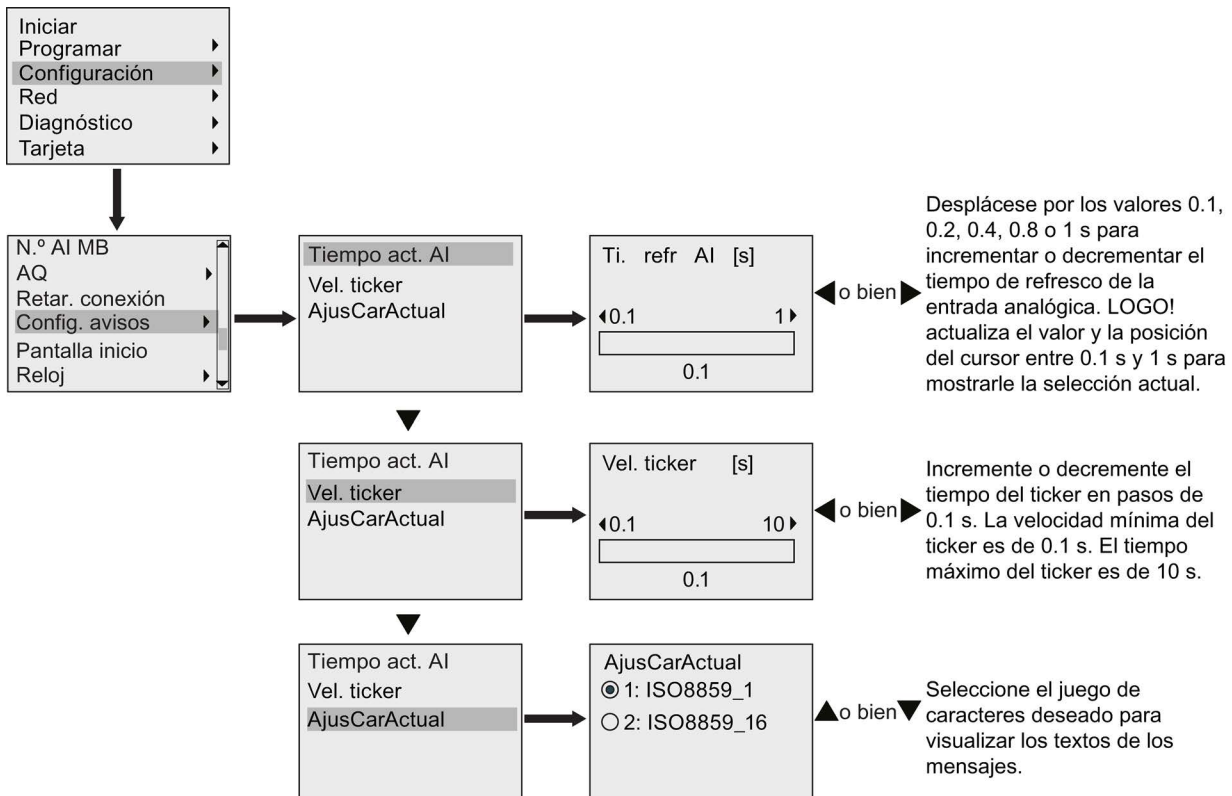 Iniciar
Programar
Configuración
Red
Diagnóstico
Tarjeta
N.º AI MB
AQ
Retar. conexión
Config. avisos
Pantalla inicio
Reloj
Tiempo act. AI
Vel. ticker
AjusCarActual
Ti. refr AI [s]
0.1 1
0.1
o bien
Desplácese por los valores 0.1,
0.2, 0.4, 0.8 o 1 s para
incrementar o decrementar el
tiempo de refresco de la
entrada analógica. LOGO!
actualiza el valor y la posición
del cursor entre 0.1 s y 1 s para
mostrarle la selección actual.
Tiempo act. AI
Vel. ticker
AjusCarActual
Vel. ticker [s]
0.1 10
0.1
o bien
Incremente o decremente el
tiempo del ticker en pasos de
0.1 s. La velocidad mínima del
ticker es de 0.1 s. El tiempo
máximo del ticker es de 10 s.
Tiempo act. AI
Vel. ticker
AjusCarActual
AjusCarActual
1: ISO8859_1
2: ISO8859_16
o bien
Seleccione el juego de
caracteres deseado para
visualizar los textos de los
mensajes.